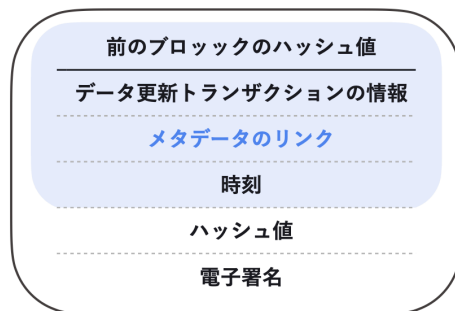 前のブロッックのハッシュ値
データ更新トランザクションの情報
メタデータのリンク
時刻
ハッシュ値
電子署名